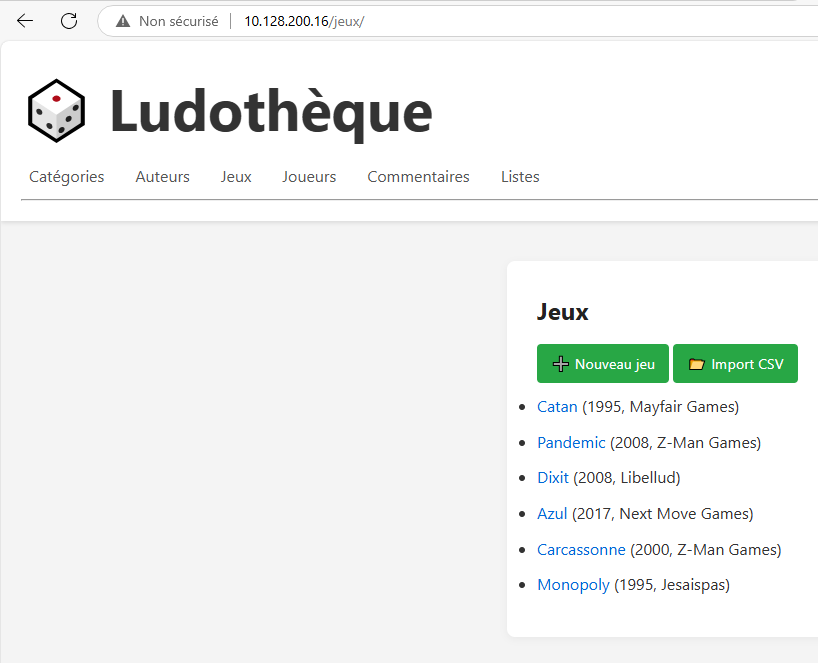 Non sécurisé 10.128.200.16/jeux/
Ludothèque
Catégories Auteurs Jeux Joueurs Commentaires Listes
Jeux
Nouveau jeu Import CSV
Catan (1995, Mayfair Games)
Pandemic (2008, Z-Man Games)
Dixit (2008, Libellud)
Azul (2017, Next Move Games)
Carcassonne (2000, Z-Man Games)
Monopoly (1995, Jesaispas)